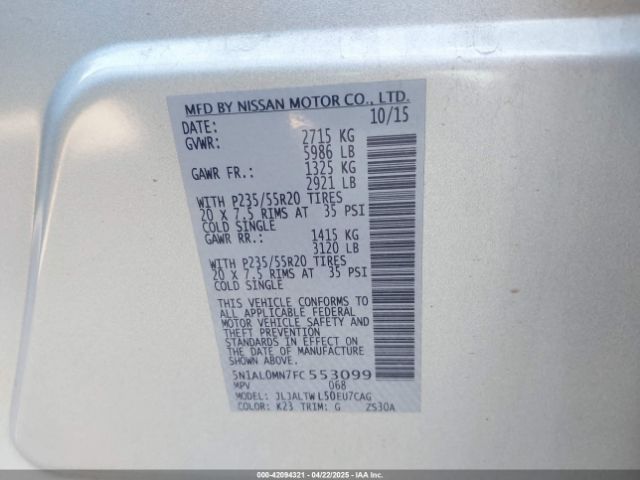 MFD BY NISSAN MOTOR CO., LTD.
DATE: 10/15
GVWR: 2715 KG
5986 LB
GAWR FR.: 1325 KG
2921 LB
WITH P235/55R20 TIRES
20 X 7.5 RIMS AT 35 PSI
COLD SINGLE
GAWR RR.: 1415 KG
3120 LB
WITH P235/55R20 TIRES
20 X 7.5 RIMS AT 35 PSI
COLD SINGLE
THIS VEHICLE CONFORMS TO
ALL APPLICABLE FEDERAL
MOTOR VEHICLE SAFETY AND
THEFT PREVENTION
STANDARDS IN EFFECT ON
THE DATE OF MANUFACTURE
SHOWN ABOVE.
5N1AL0MN7FC553099
MPV 068
MODEL: JLJALTWL50EU7CAG
COLOR: K23 TRIM: G ZS30A
000-42094321 - 04/22/2025 - IAA Inc.